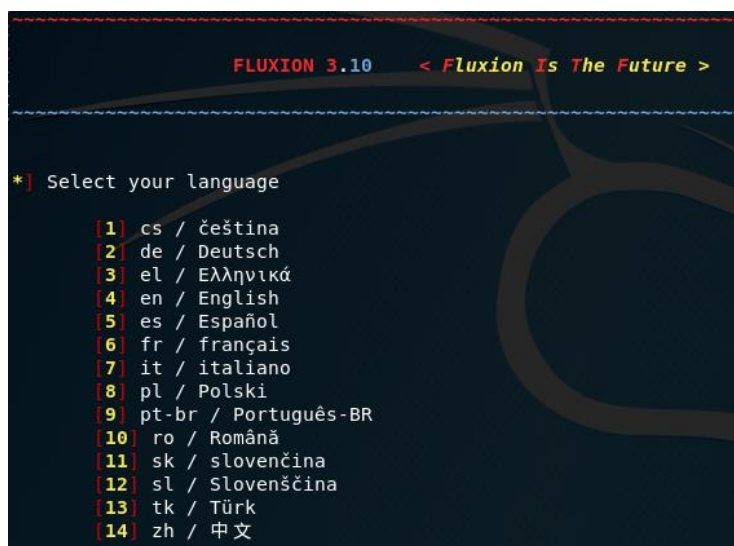 FLUXION 3.10 < Fluxion Is The Future >
*] Select your language
[1] cs / čeština
[2] de / Deutsch
[3] el / Ελληνικά
[4] en / English
[5] es / Español
[6] fr / français
[7] it / italiano
[8] pl / Polski
[9] pt-br / Português-BR
[10] ro / Română
[11] sk / slovenčina
[12] sl / Slovenščina
[13] tk / Türk
[14] zh / 中文